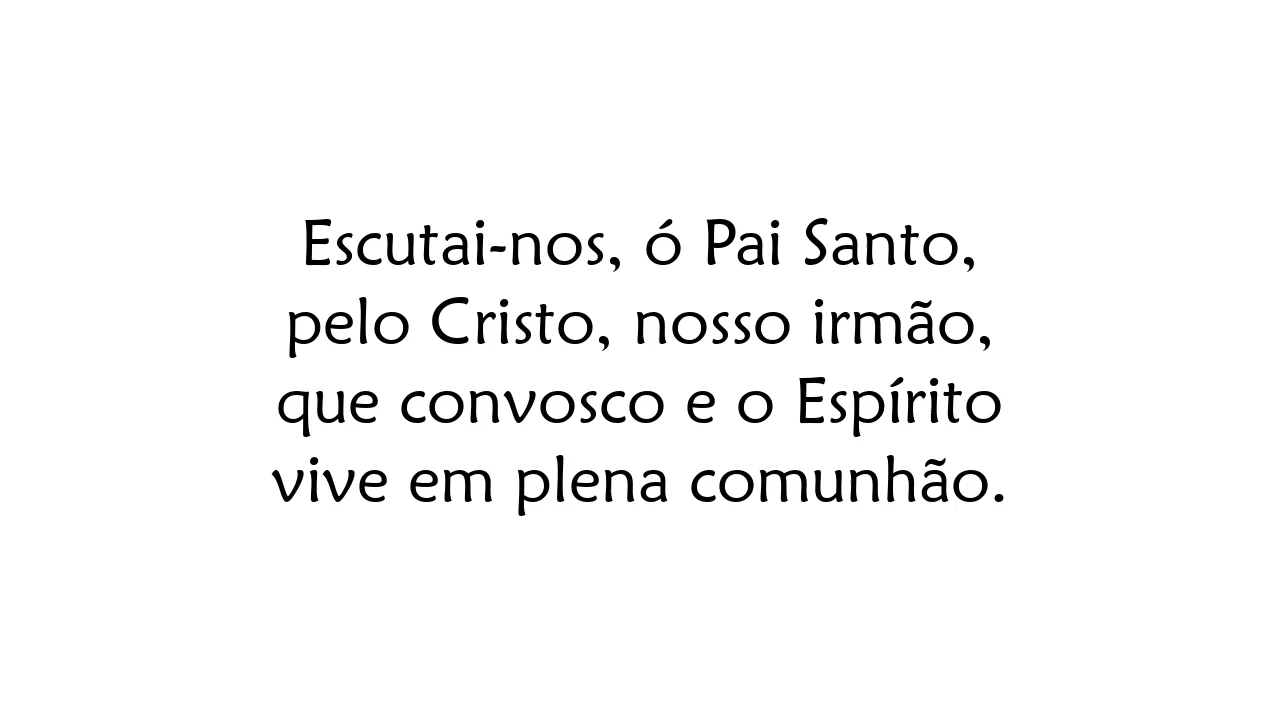 Escutai-nos, ó Pai Santo,
pelo Cristo, nosso irmão,
que convosco e o Espírito
vive em plena comunhão.